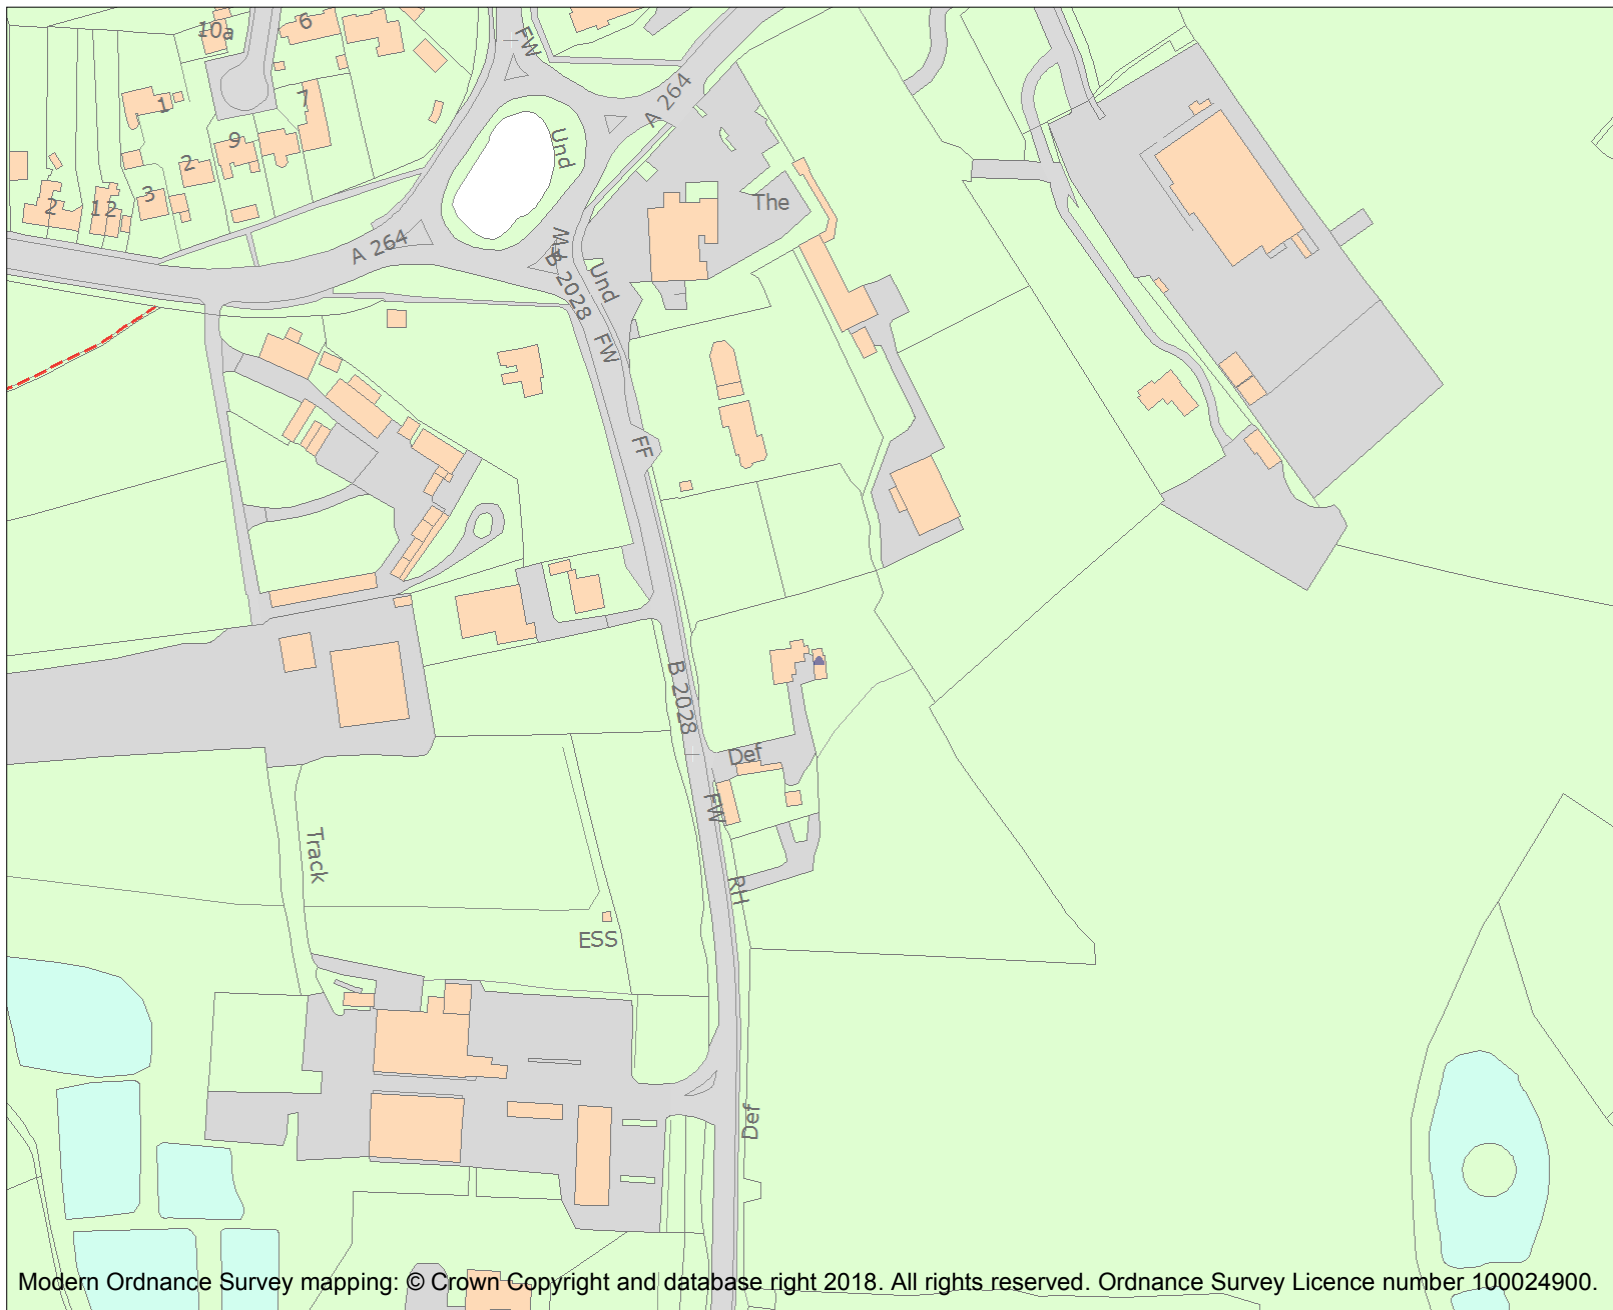 10a
6
FW
A 264
1
7
Und
9
2
3
2
12
The
A 264
FW
B 2028
Und
FW
FF
B 2028
Def
FW
Track
RH
ESS
Def
Modern Ordnance Survey mapping: © Crown Copyright and database right 2018. All rights reserved. Ordnance Survey Licence number 100024900.